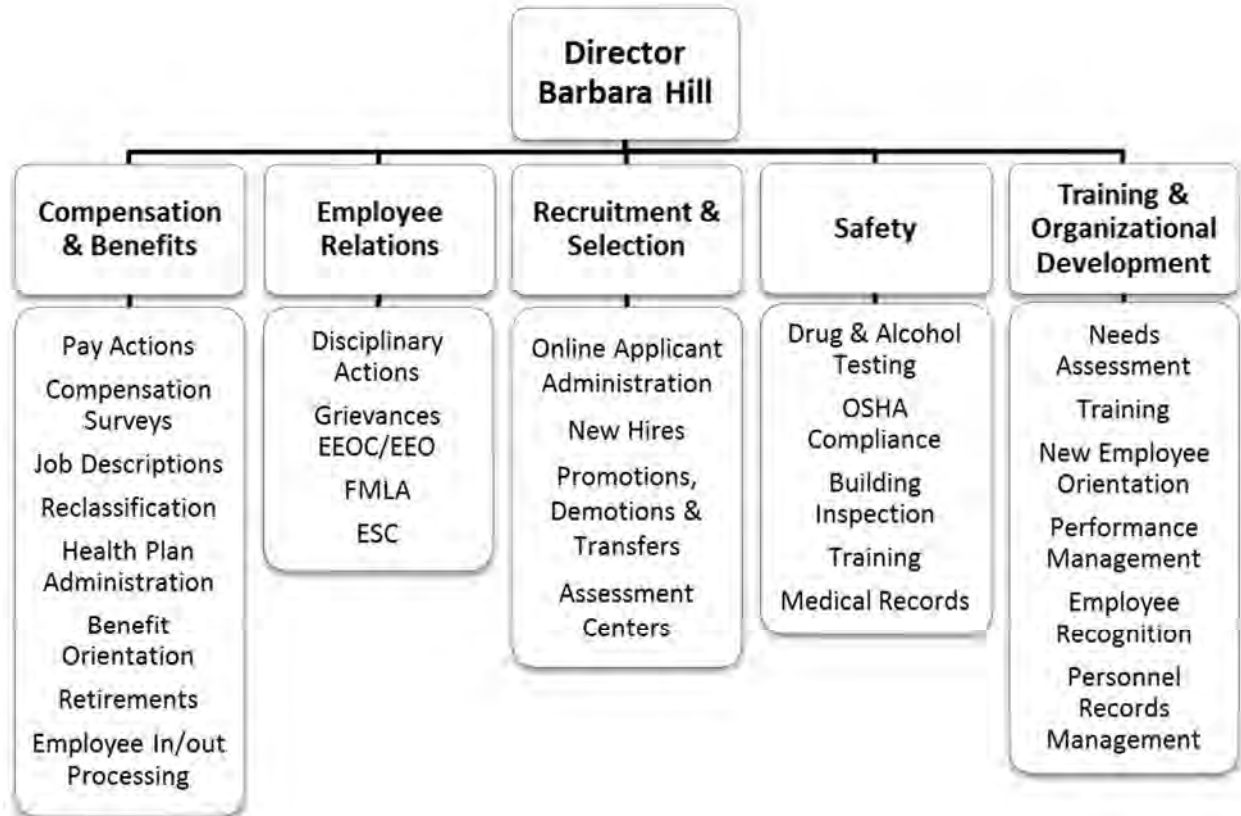 Director
Barbara Hill
Compensation
& Benefits
Employee
Relations
Recruitment &
Selection
Safety
Training &
Organizational
Development
Pay Actions
Compensation
Surveys
Job Descriptions
Reclassification
Health Plan
Administration
Benefit
Orientation
Retirements
Employee In/out
Processing
Disciplinary
Actions
Grievances
EEOC/EEO
FMLA
ESC
Online Applicant
Administration
New Hires
Promotions,
Demotions &
Transfers
Assessment
Centers
Drug & Alcohol
Testing
OSHA
Compliance
Building
Inspection
Training
Medical Records
Needs
Assessment
Training
New Employee
Orientation
Performance
Management
Employee
Recognition
Personnel
Records
Management